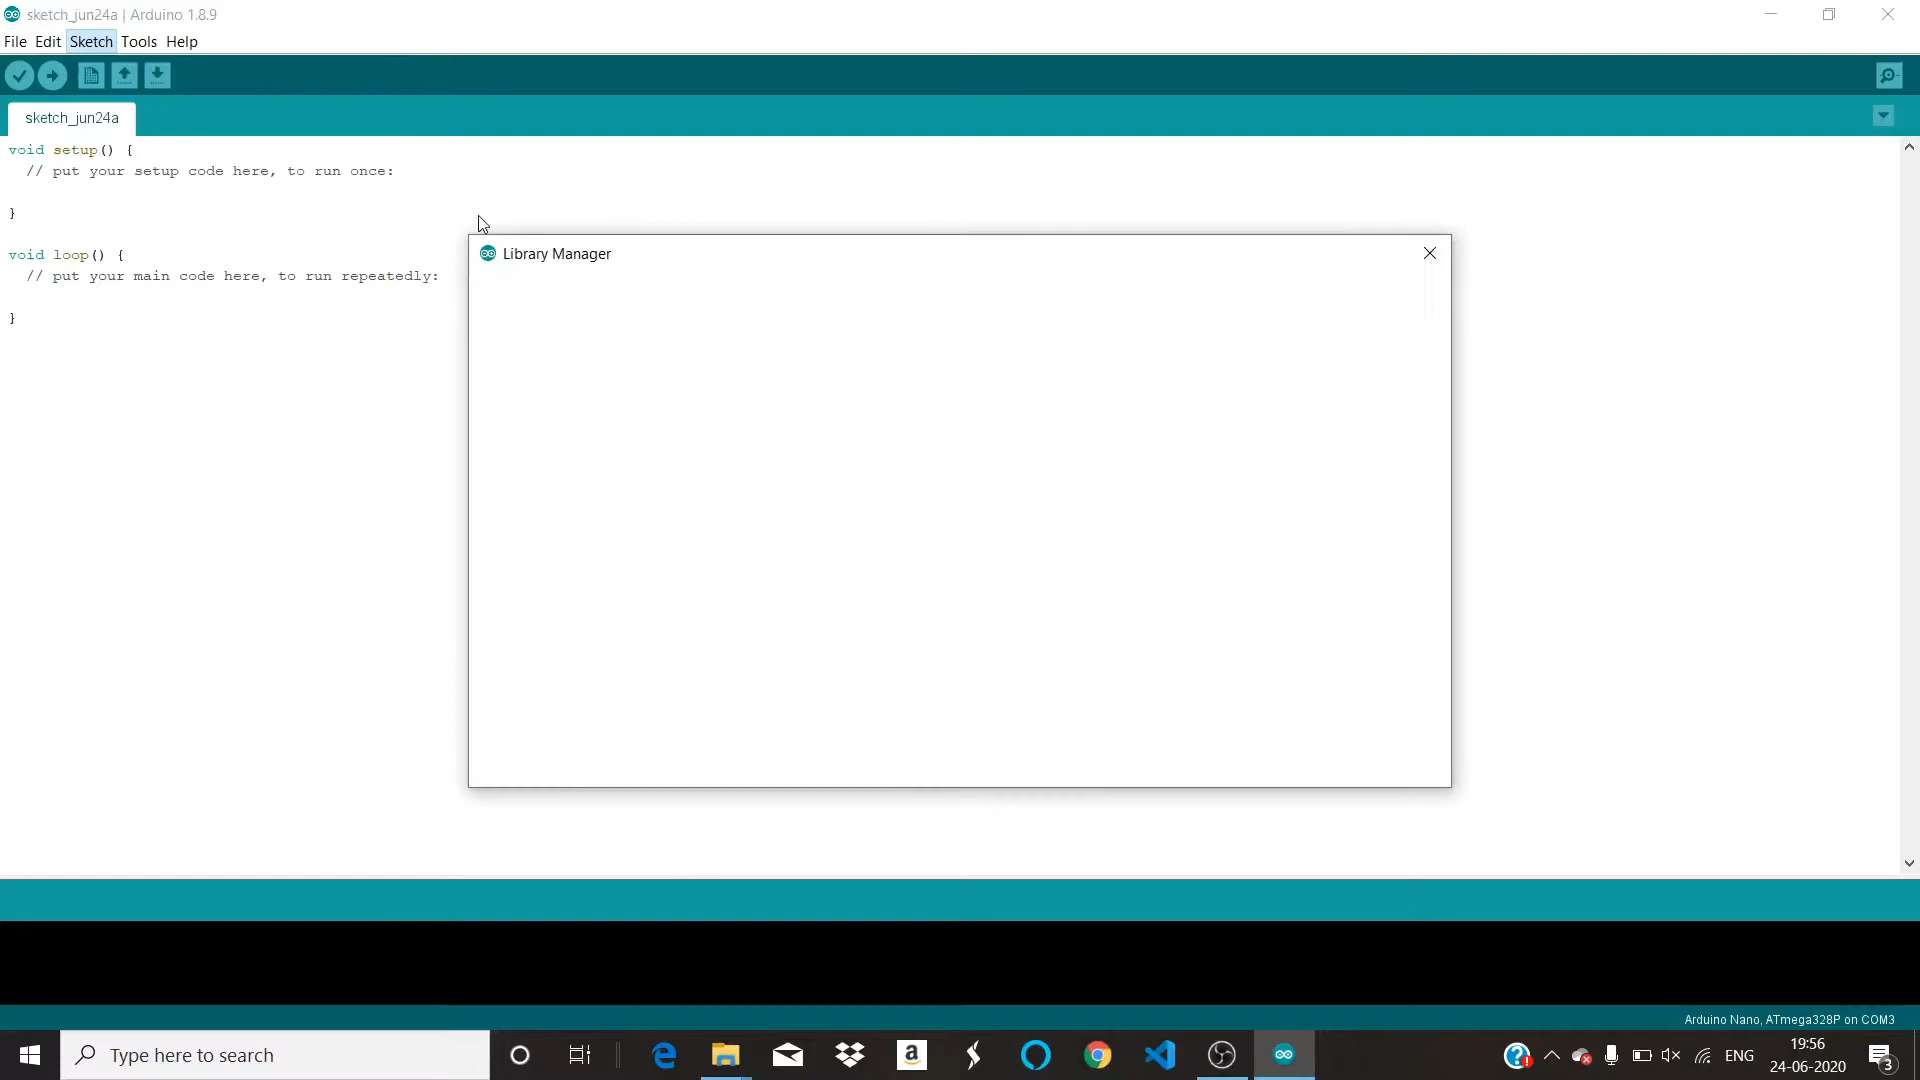 sketch_jun24a | Arduino 1.8.9
File Edit Sketch Tools Help
sketch_jun24a
void setup() {
  // put your setup code here, to run once:
}
void loop() {
  // put your main code here, to run repeatedly:
}
Library Manager
Arduino Nano, ATmega328P on COM3
Type here to search
a
ENG
19:56
24-06-2020
3